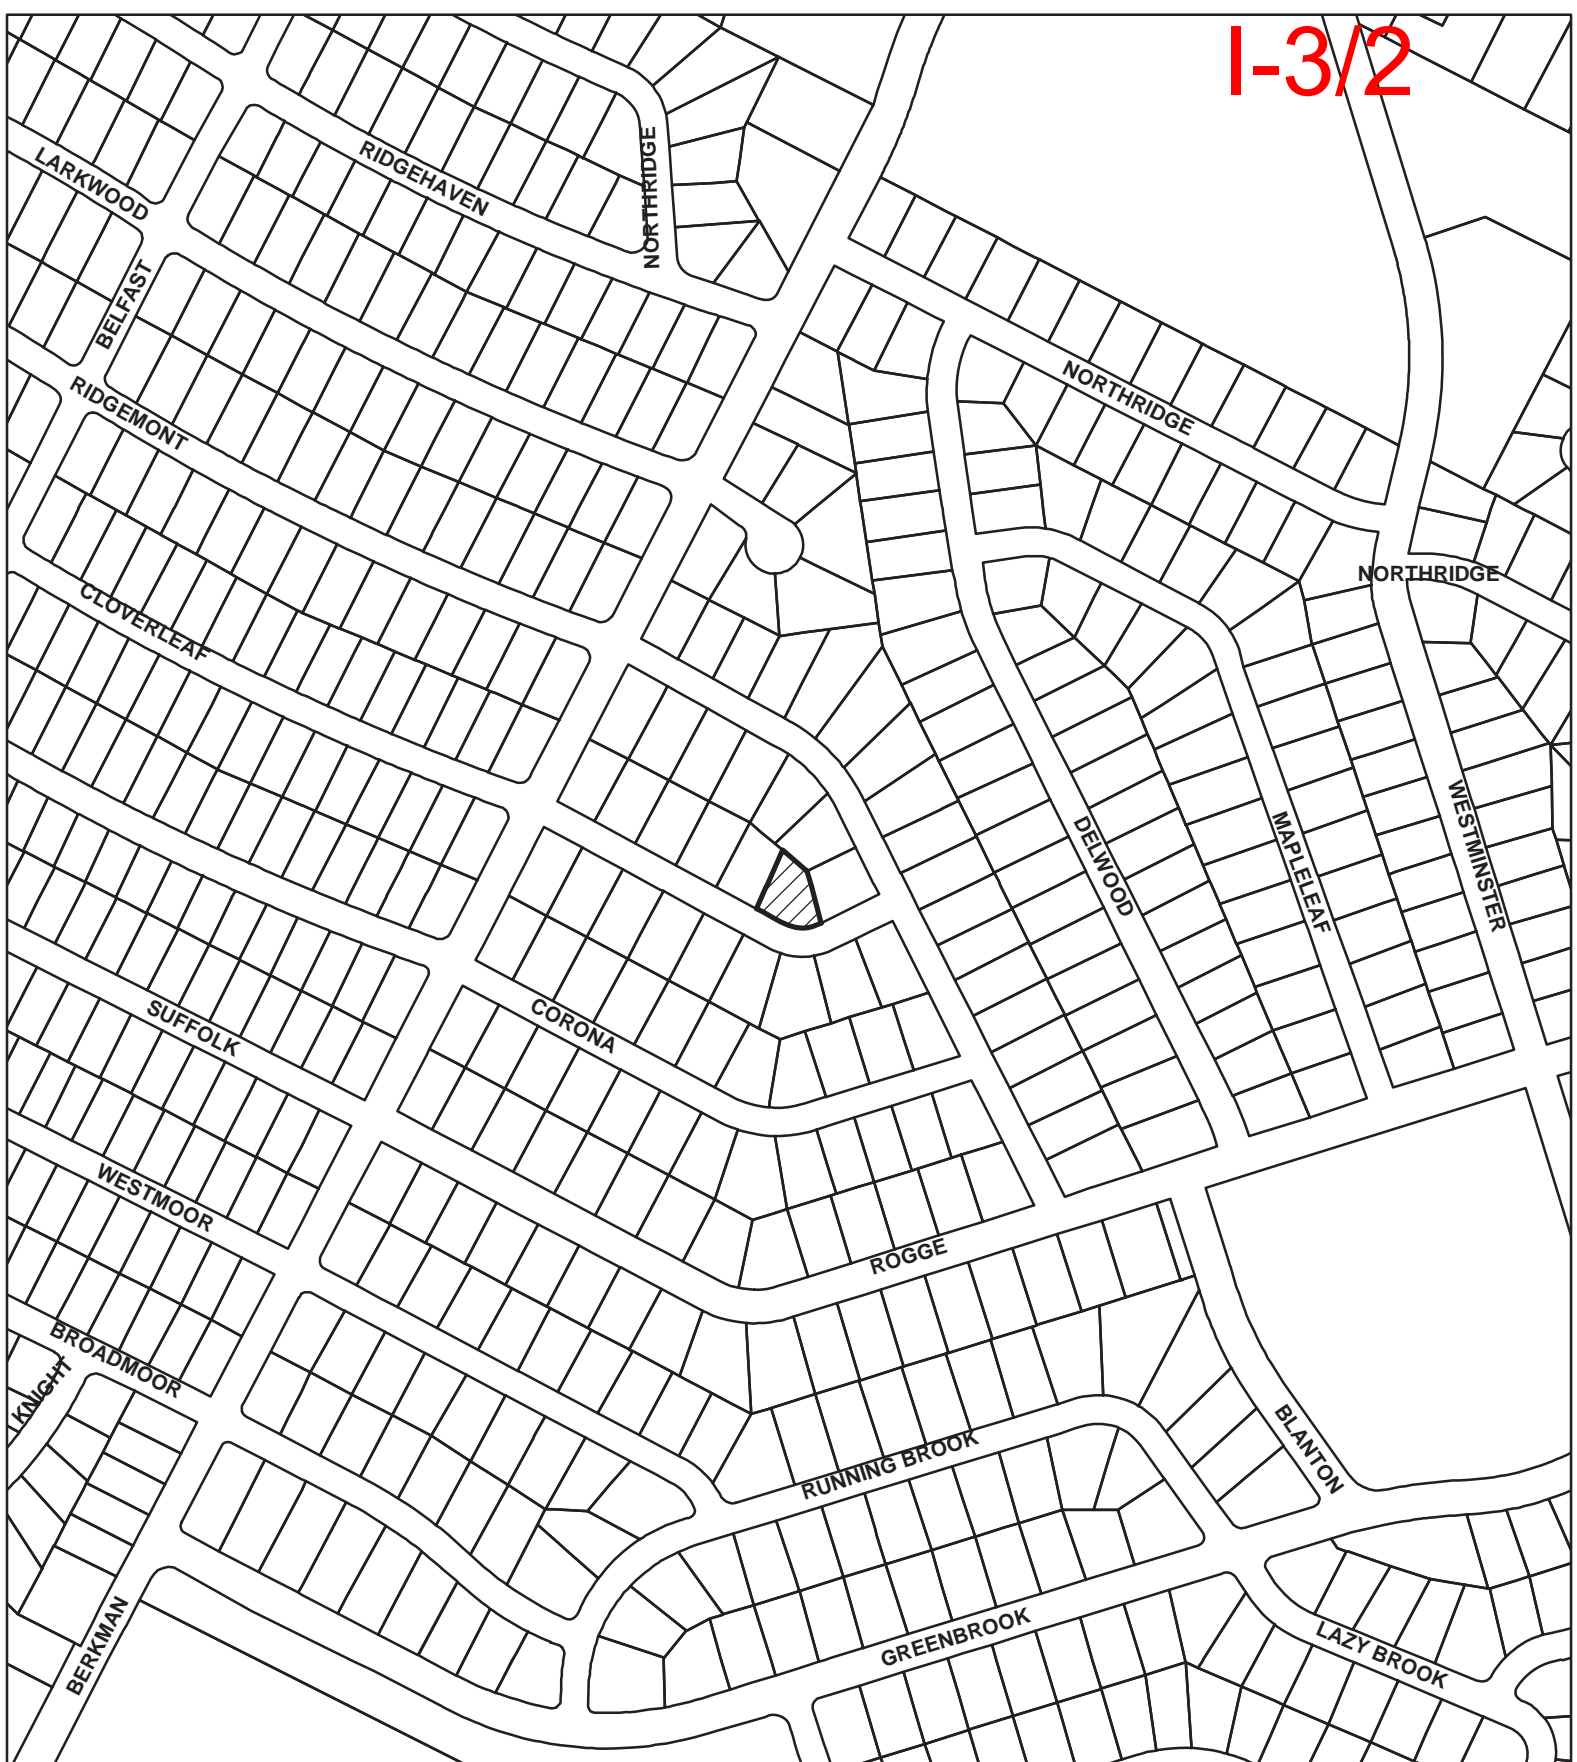 I-3/2
NORTHRIDGE
RIDGEHAVEN
LARKWOOD
BELFAST
RIDGEMONT
NORTHRIDGE
NORTHRIDGE
CLOVERLEAF
DELWOOD
MAPLELEAF
WESTMINSTER
SUFFOLK
CORONA
WESTMOOR
ROGGE
BROADMOOR
KNIGHT
RUNNING BROOK
BLANTON
BERKMAN
GREENBROOK
LAZY BROOK